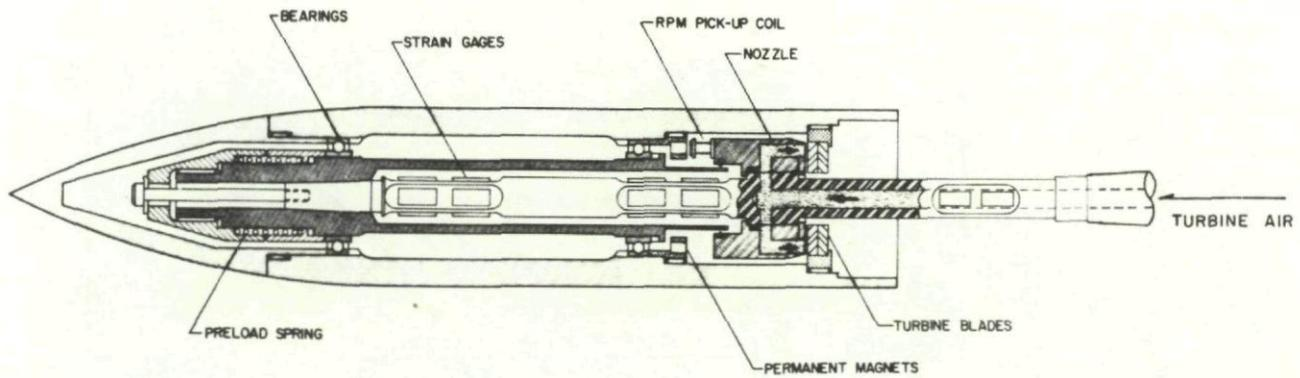 BEARINGS
STRAIN GAGES
RPM PICK-UP COIL
NOZZLE
TURBINE AIR
PRELOAD SPRING
TURBINE BLADES
PERMANENT MAGNETS